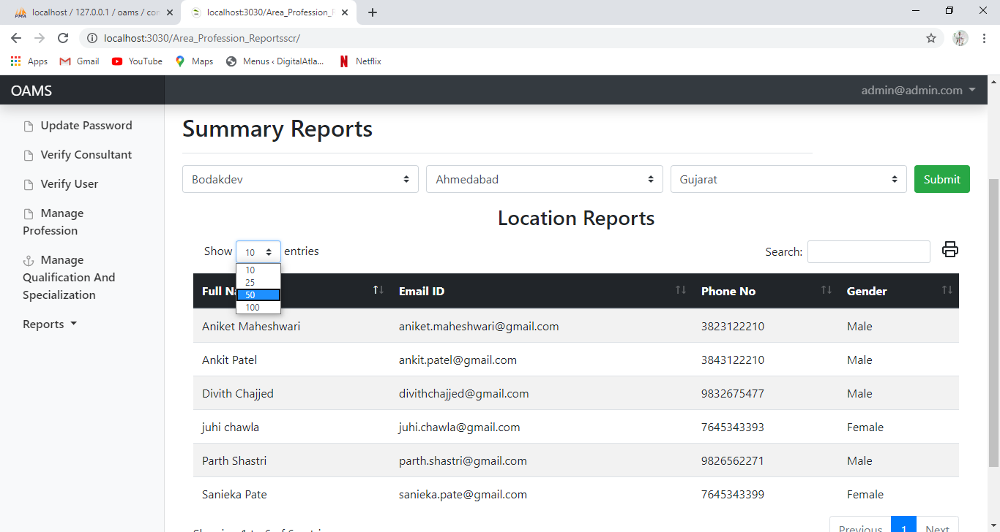 localhost / 127.0.0.1 / oams / con
localhost:3030/Area_Profession_R
localhost:3030/Area_Profession_Reportsscr/
Apps Gmail YouTube Maps Menus ‹ DigitalAtla... Netflix
OAMS admin@admin.com
Update Password
Verify Consultant
Verify User
Manage
Profession
Manage
Qualification And
Specialization
Reports
Summary Reports
Bodakdev Ahmedabad Gujarat Submit
Location Reports
Show 10 entries Search:
10
25
50
100
Full Na Email ID Phone No Gender
Aniket Maheshwari aniket.maheshwari@gmail.com 3823122210 Male
Ankit Patel ankit.patel@gmail.com 3843122210 Male
Divith Chajjed divithchajjed@gmail.com 9832675477 Male
juhi chawla juhi.chawla@gmail.com 7645343393 Female
Parth Shastri parth.shastri@gmail.com 9826562271 Male
Sanieka Pate sanieka.pate@gmail.com 7645343399 Female
Previous 1 Next